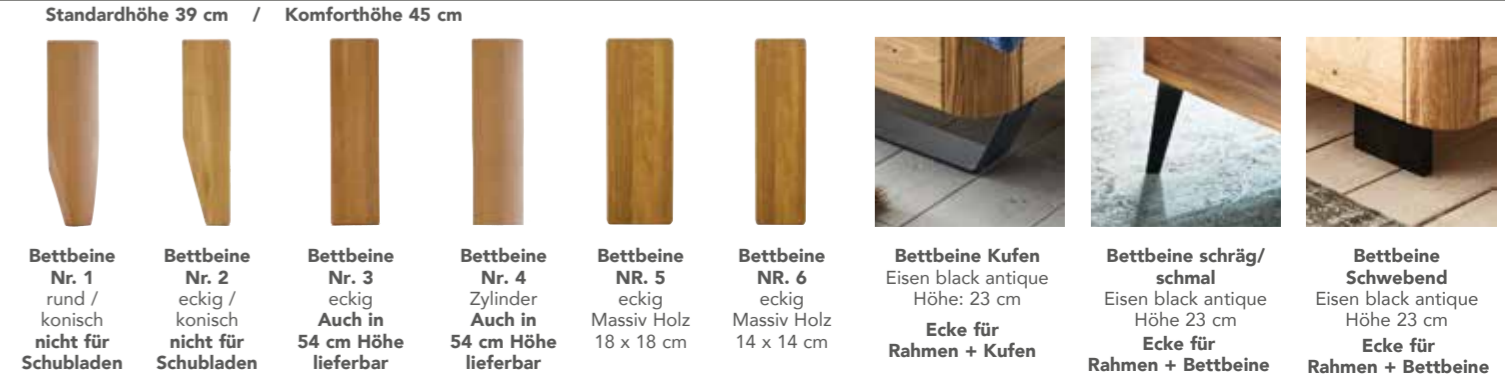 Standardhöhe 39 cm / Komforthöhe 45 cm
Bettbeine
Nr. 1
rund /
konisch
nicht für
Schubladen
Bettbeine
Nr. 2
eckig /
konisch
nicht für
Schubladen
Bettbeine
Nr. 3
eckig
Auch in
54 cm Höhe
lieferbar
Bettbeine
Nr. 4
Zylinder
Auch in
54 cm Höhe
lieferbar
Bettbeine
NR. 5
eckig
Massiv Holz
18 x 18 cm
Bettbeine
NR. 6
eckig
Massiv Holz
14 x 14 cm
Bettbeine Kufen
Eisen black antique
Höhe: 23 cm
Ecke für
Rahmen + Kufen
Bettbeine schräg/
schmal
Eisen black antique
Höhe 23 cm
Ecke für
Rahmen + Bettbeine
Bettbeine
Schwebend
Eisen black antique
Höhe 23 cm
Ecke für
Rahmen + Bettbeine